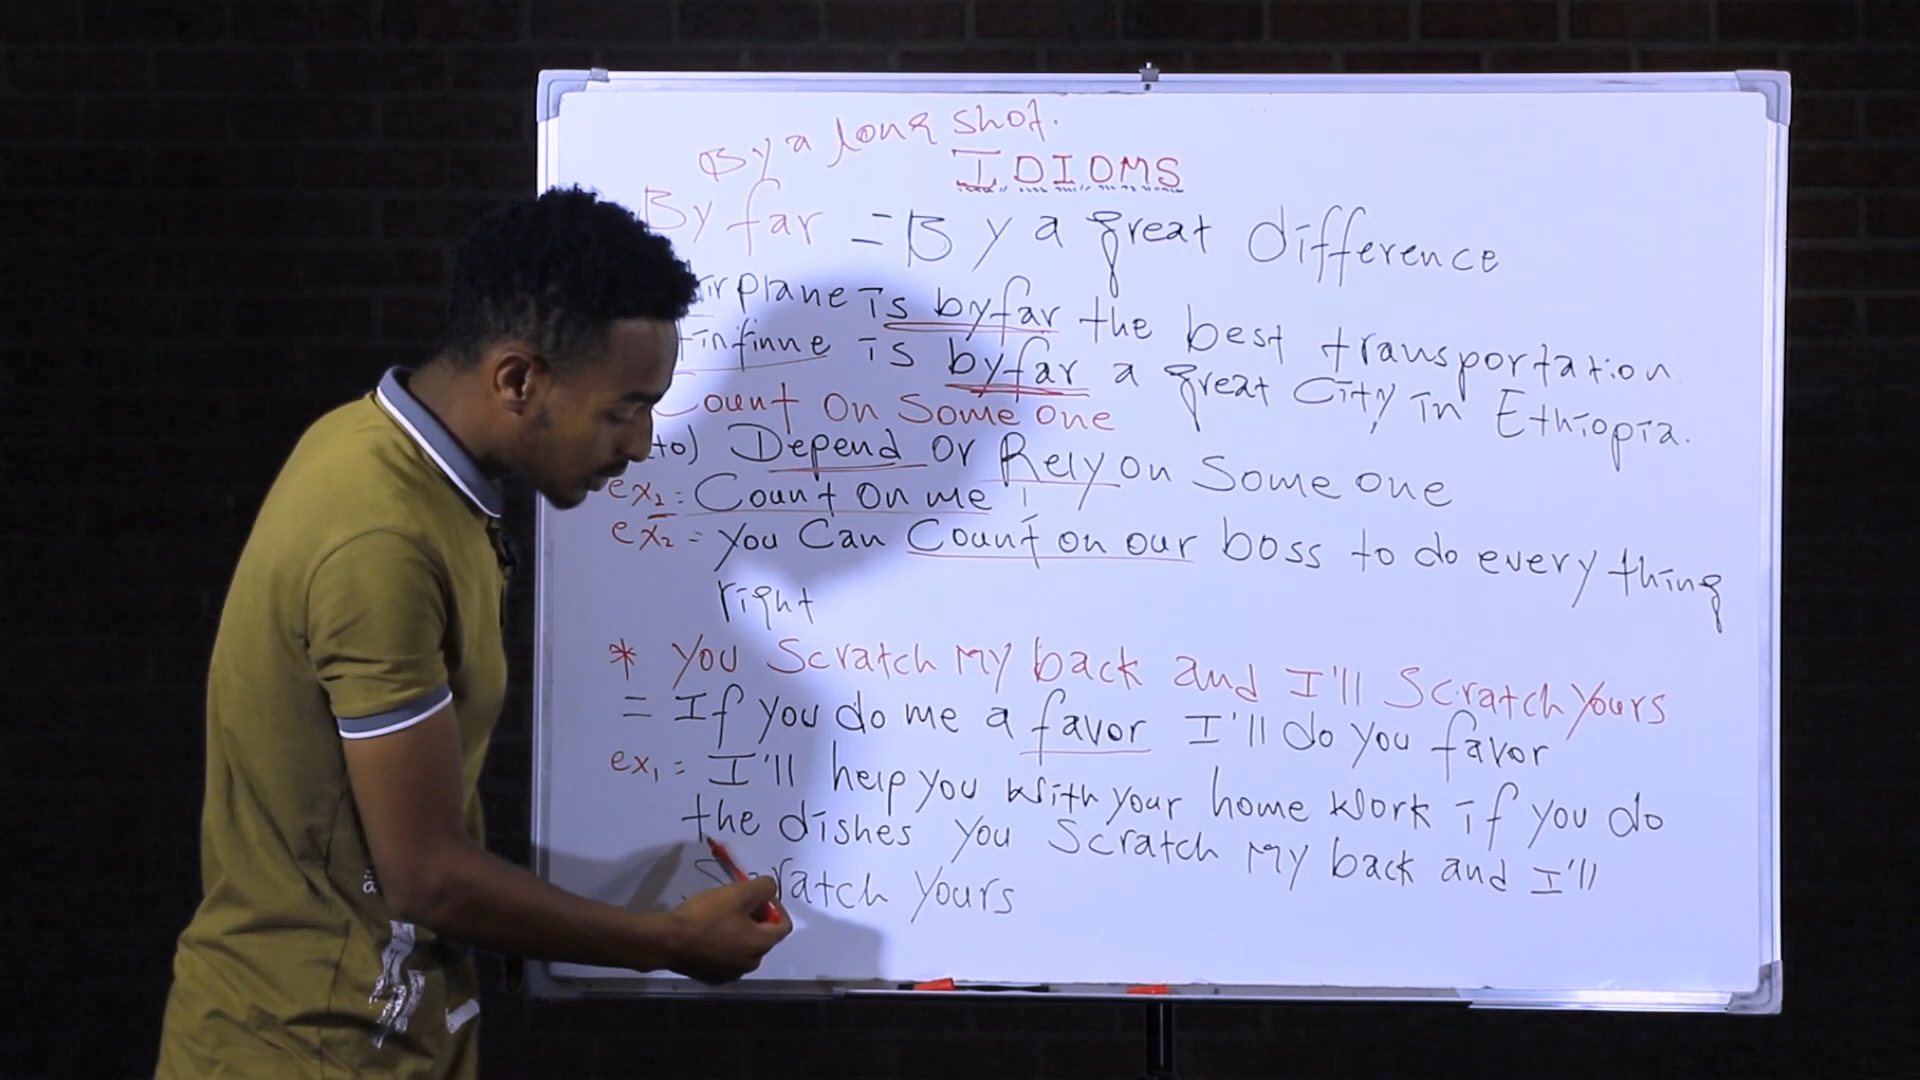 By a long shot.
IDIOMS
By far = By a great difference
irplane is by far the best transportation
Finfinne is by far a great City in Ethiopia.
Count On Some One
(to) Depend or Rely on Some one
ex2: Count On me
ex2 = you Can Count on our boss to do every thing
right
* You Scratch My back and I'll Scratch Yours
= If you do me a favor I'll do you favor
ex1 = I'll help you with your home work if you do
the dishes you Scratch My back and I'll
Scratch Yours